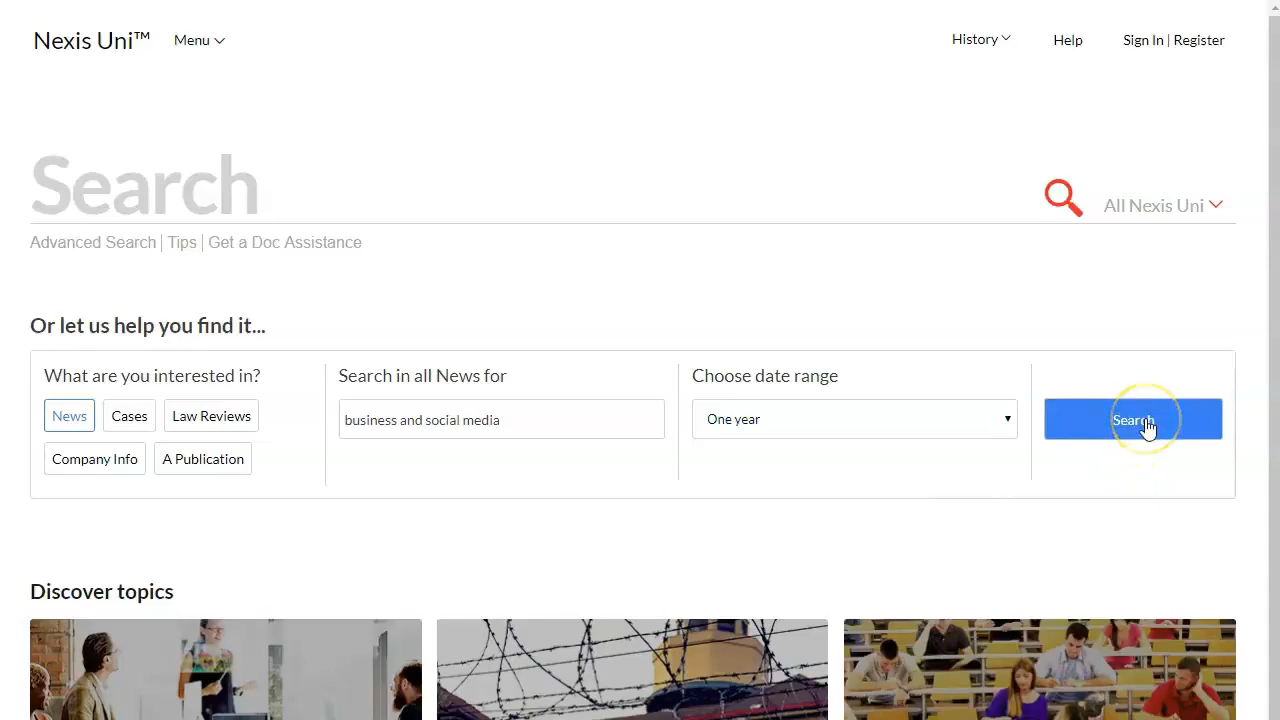 Nexis Uni™ Menu History Help Sign In | Register
Search All Nexis Uni
Advanced Search | Tips | Get a Doc Assistance
Or let us help you find it...
What are you interested in? Search in all News for Choose date range
News Cases Law Reviews business and social media One year Search
Company Info A Publication
Discover topics